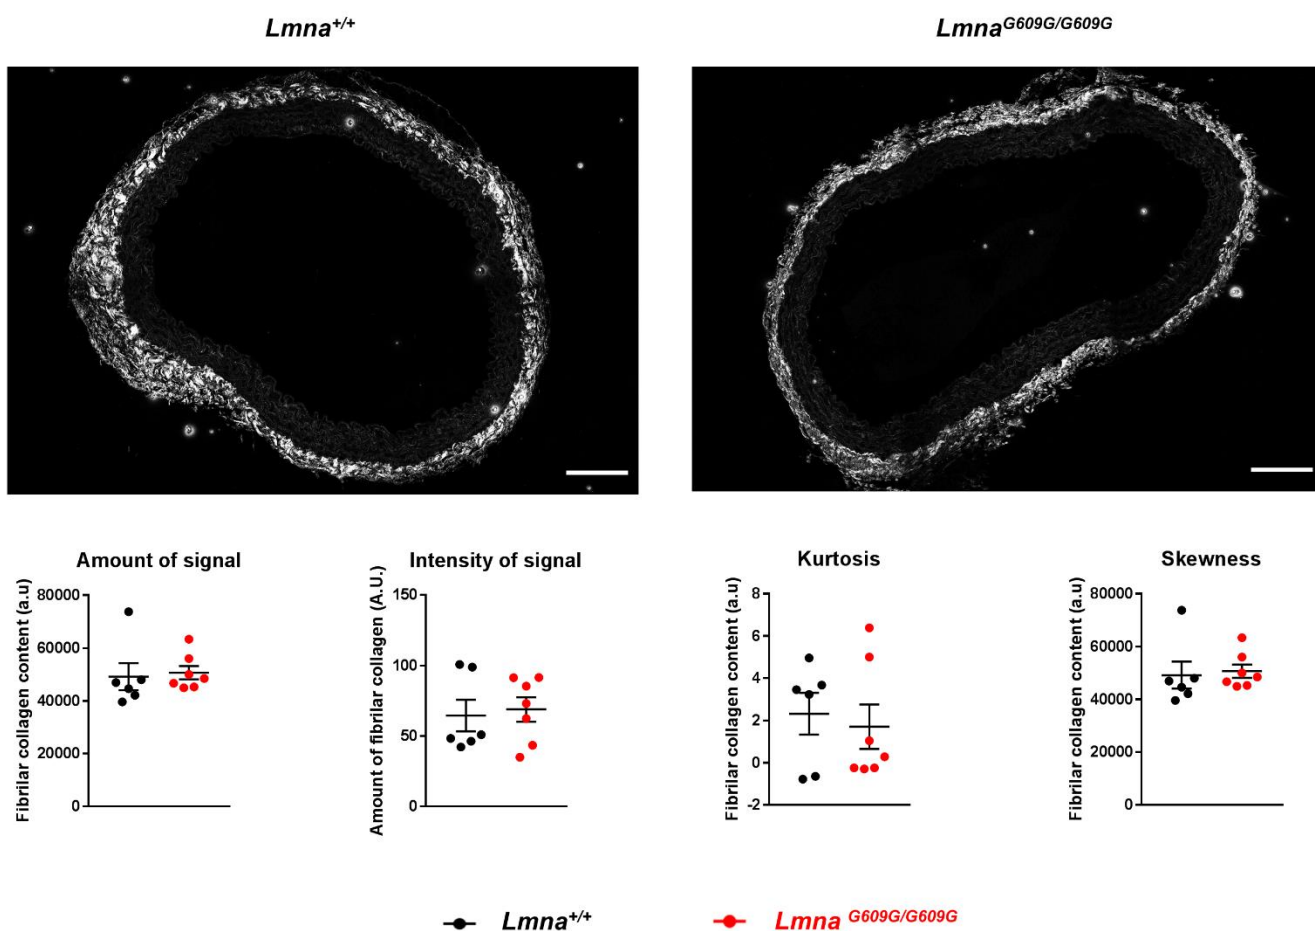 Lmna+/+
LmnaG609G/G609G
Amount of signal
Fibrilar collagen content (a.u)
80000
60000
40000
20000
0
Intensity of signal
Amount of fibrilar collagen (A.U.)
150
100
50
0
Kurtosis
Fibrilar collagen content (a.u)
8
6
4
2
0
-2
Skewness
Fibrilar collagen content (a.u)
80000
60000
40000
20000
0
Lmna+/+
Lmna G609G/G609G